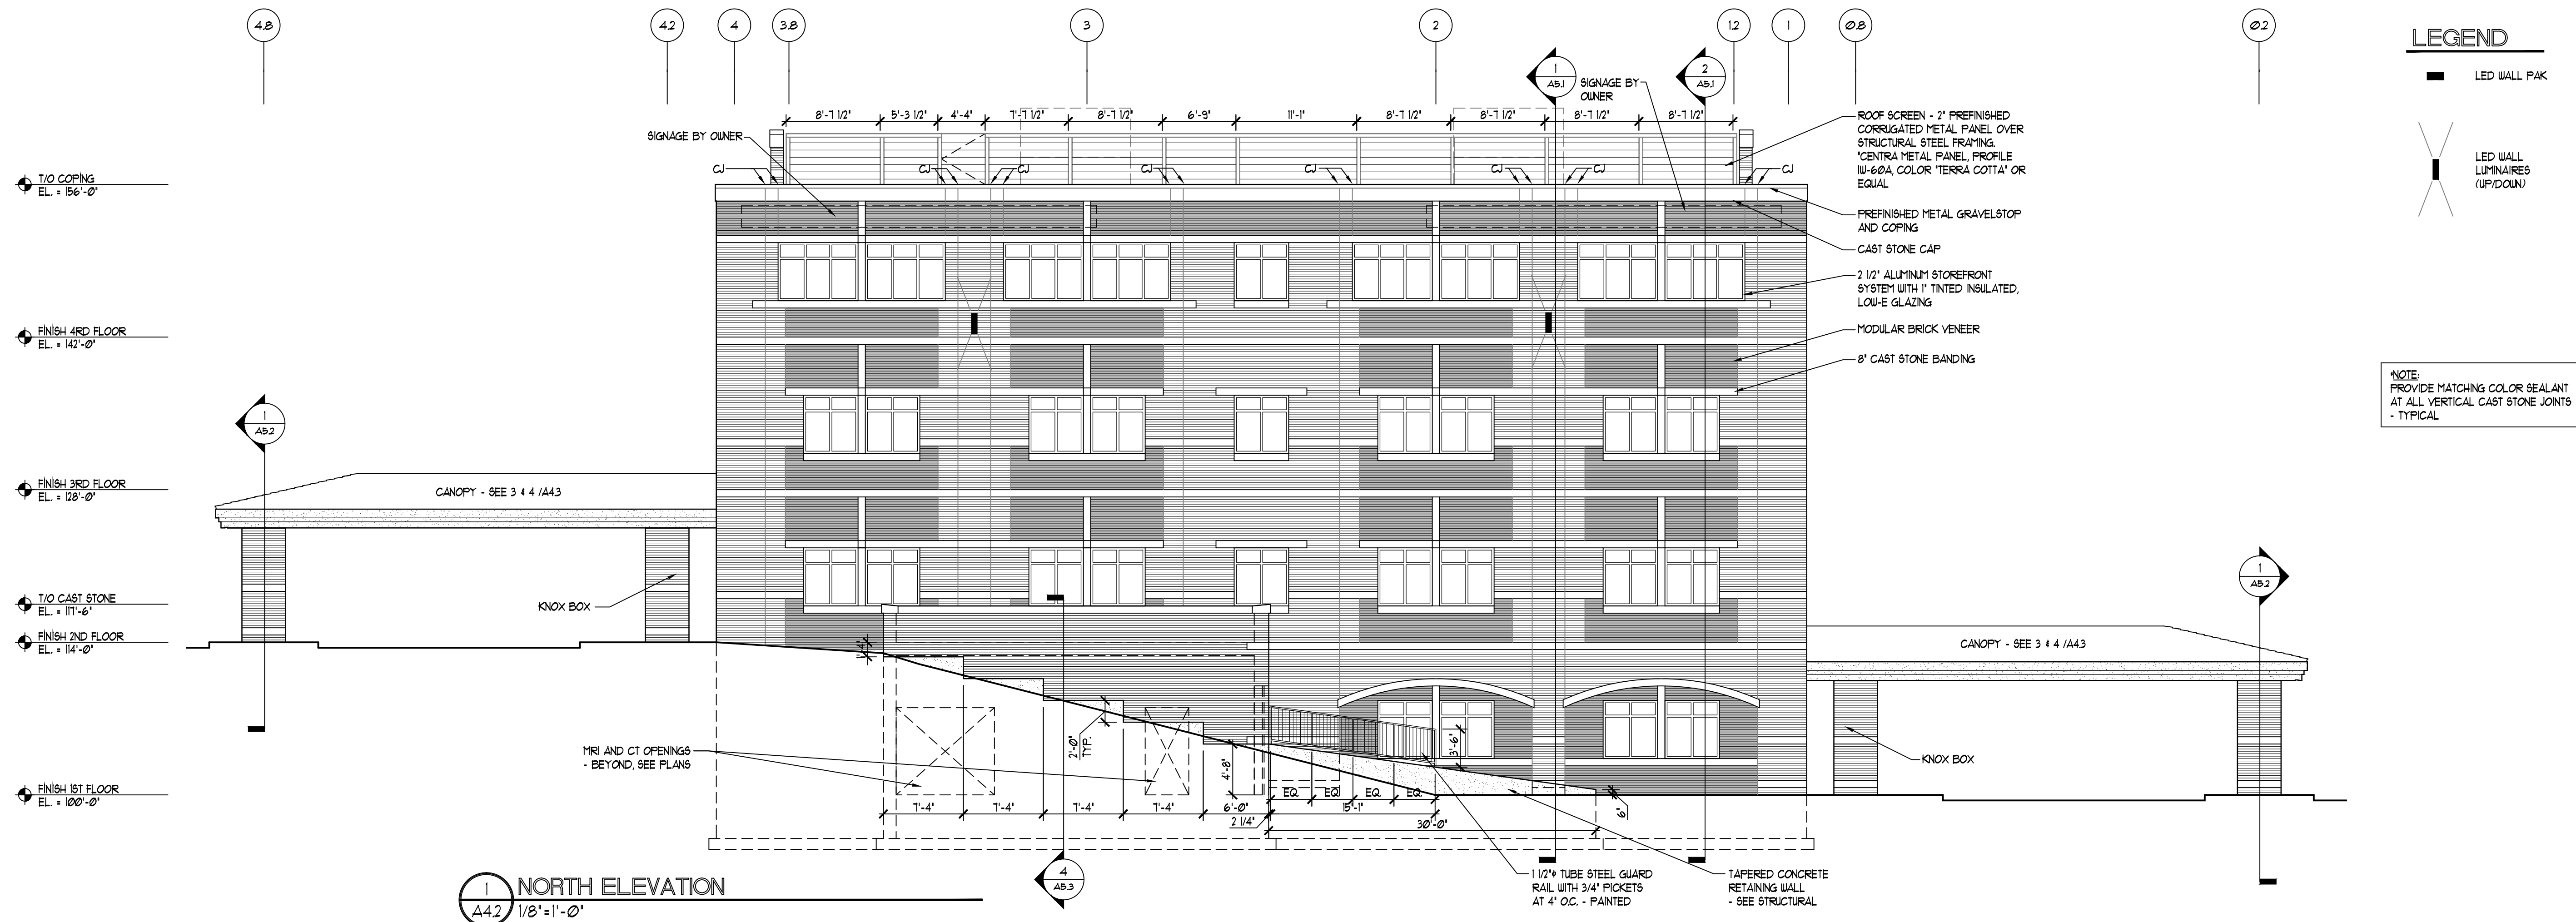 4.8
4.2
4
3.8
3
2
1.2
1
Ø.8
Ø.2
LEGEND
LED WALL PAK
LED WALL
LUMINAIRES
(UP/DOWN)
*NOTE:
PROVIDE MATCHING COLOR SEALANT
AT ALL VERTICAL CAST STONE JOINTS
- TYPICAL
1
A5.1
2
A5.1
SIGNAGE BY
OWNER
SIGNAGE BY OWNER
8'-7 1/2"
5'-3 1/2"
4'-4"
7'-7 1/2"
8'-7 1/2"
6'-9"
11'-1"
8'-7 1/2"
8'-7 1/2"
8'-7 1/2"
8'-7 1/2"
CJ
CJ
CJ
CJ
CJ
CJ
CJ
CJ
ROOF SCREEN - 2" PREFINISHED
CORRUGATED METAL PANEL OVER
STRUCTURAL STEEL FRAMING.
"CENTRA METAL PANEL, PROFILE
IW-60A, COLOR "TERRA COTTA" OR
EQUAL
PREFINISHED METAL GRAVELSTOP
AND COPING
CAST STONE CAP
2 1/2" ALUMINUM STOREFRONT
SYSTEM WITH 1" TINTED INSULATED,
LOW-E GLAZING
MODULAR BRICK VENEER
8" CAST STONE BANDING
T/O COPING
EL. = 156'-Ø"
FINISH 4RD FLOOR
EL. = 142'-Ø"
FINISH 3RD FLOOR
EL. = 128'-Ø"
T/O CAST STONE
EL. = 117'-6"
FINISH 2ND FLOOR
EL. = 114'-Ø"
FINISH 1ST FLOOR
EL. = 1ØØ'-Ø"
1
A5.2
CANOPY - SEE 3 & 4 /A4.3
KNOX BOX
1
A5.2
CANOPY - SEE 3 & 4 /A4.3
KNOX BOX
MRI AND CT OPENINGS
- BEYOND, SEE PLANS
1'-4"
2'-Ø"
TYP.
4'-8"
3'-6"
6"
7'-4"
7'-4"
7'-4"
7'-4"
6'-Ø"
2 1/4"
EQ.
EQ.
EQ.
EQ.
15'-1"
3Ø'-Ø"
4
A5.3
1 1/2"ϕ TUBE STEEL GUARD
RAIL WITH 3/4" PICKETS
AT 4" O.C. - PAINTED
TAPERED CONCRETE
RETAINING WALL
- SEE STRUCTURAL
1
A4.2
NORTH ELEVATION
1/8"=1'-Ø"